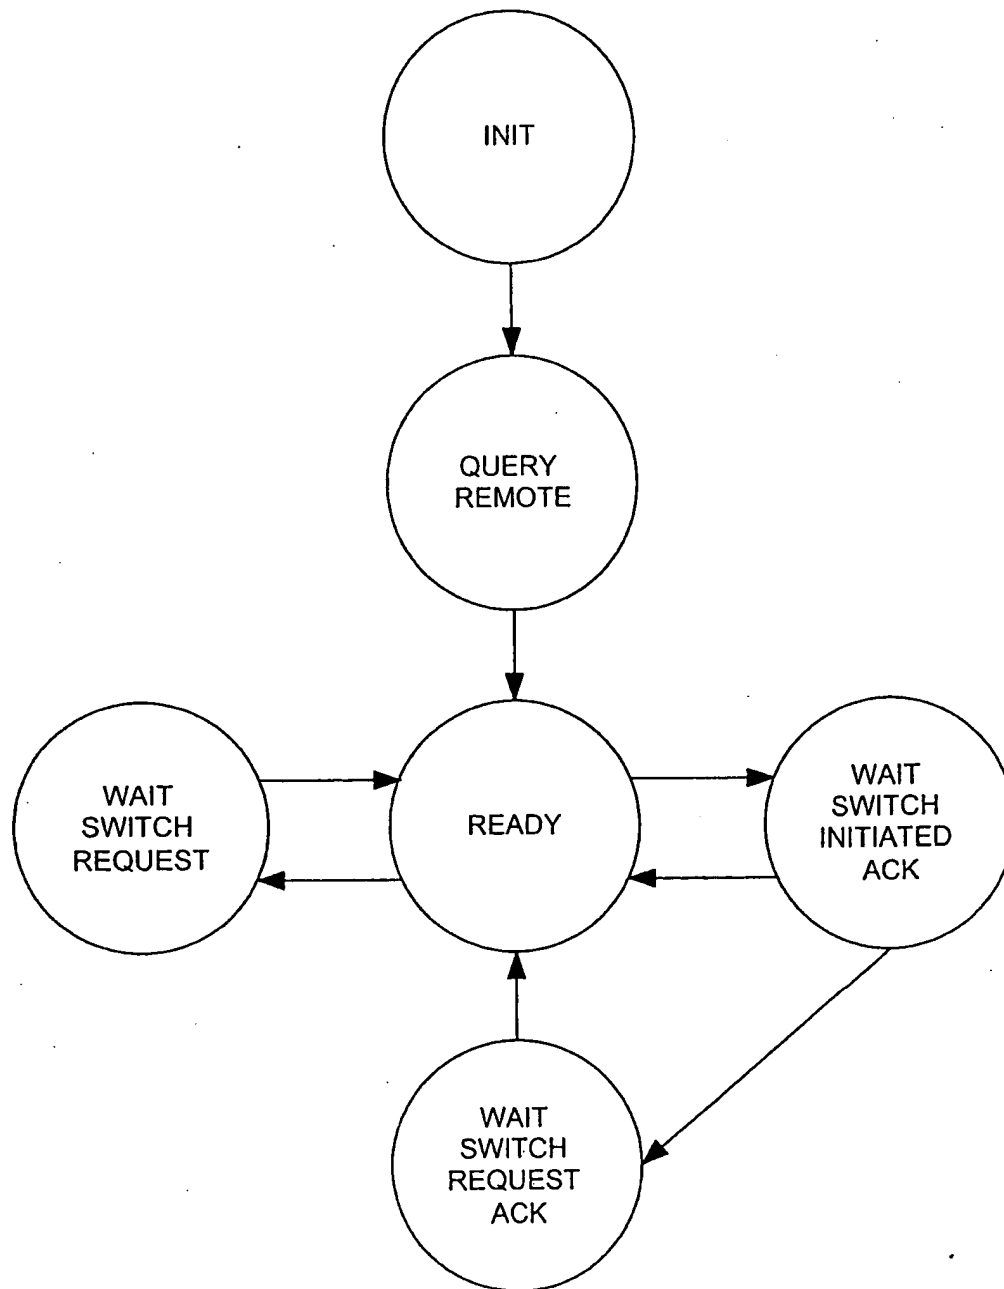 INIT
QUERY
REMOTE
WAIT
SWITCH
REQUEST
READY
WAIT
SWITCH
INITIATED
ACK
WAIT
SWITCH
REQUEST
ACK